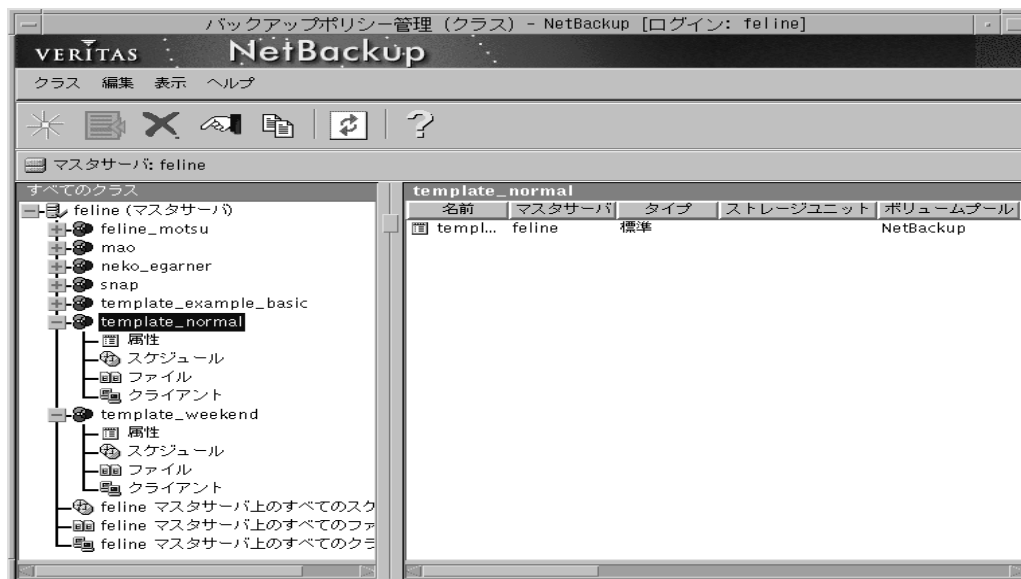 バックアップポリシー管理 (クラス) - NetBackup [ログイン: feline]
VERITAS NetBackup
クラス 編集 表示 ヘルプ
マスタサーバ: feline
すべてのクラス
feline (マスタサーバ)
feline_motsu
mao
neko_egarner
snap
template_example_basic
template_normal
属性
スケジュール
ファイル
クライアント
template_weekend
属性
スケジュール
ファイル
クライアント
feline マスタサーバ上のすべてのスク
feline マスタサーバ上のすべてのファ
feline マスタサーバ上のすべてのクラ
template_normal
名前 マスタサーバ タイプ ストレージユニット ボリュームプール
templ... feline 標準 NetBackup